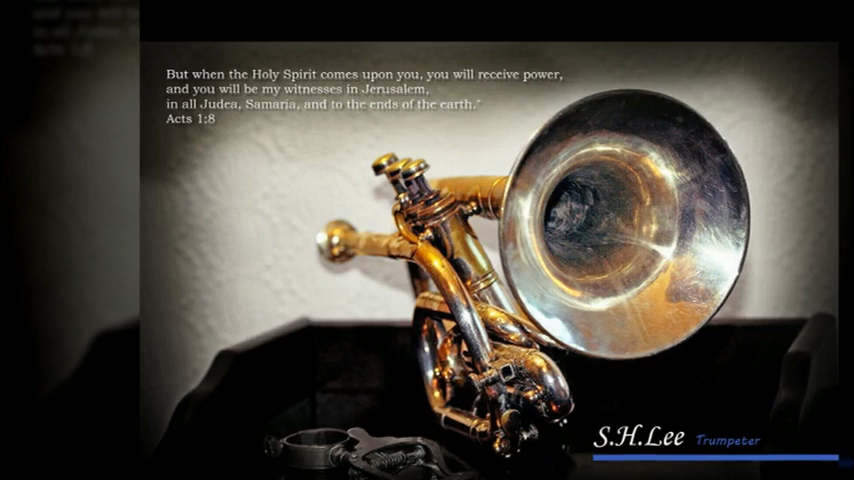 But when the Holy Spirit comes upon you, you will receive power,
and you will be my witnesses in Jerusalem,
in all Judea, Samaria, and to the ends of the earth."
Acts 1:8
S.H.Lee Trumpeter